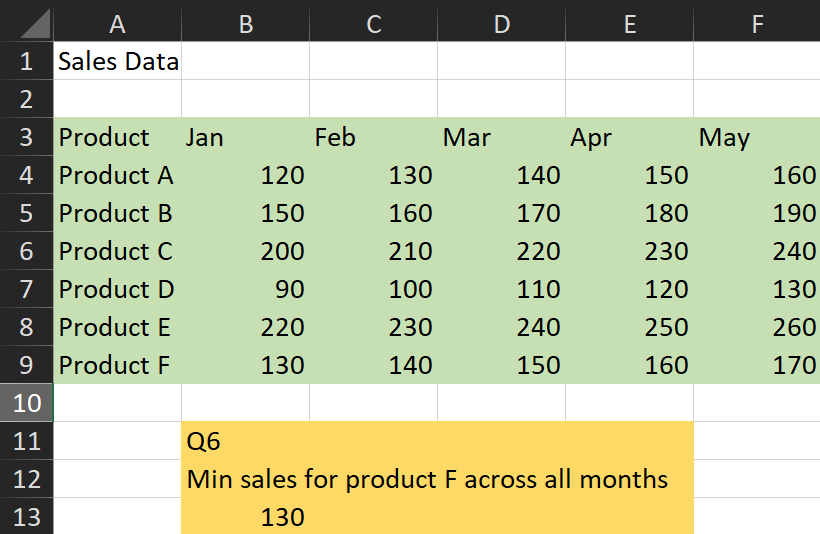 A B C D E F
1 Sales Data
2
3 Product Jan Feb Mar Apr May
4 Product A 120 130 140 150 160
5 Product B 150 160 170 180 190
6 Product C 200 210 220 230 240
7 Product D 90 100 110 120 130
8 Product E 220 230 240 250 260
9 Product F 130 140 150 160 170
10
11 Q6
12 Min sales for product F across all months
13 130